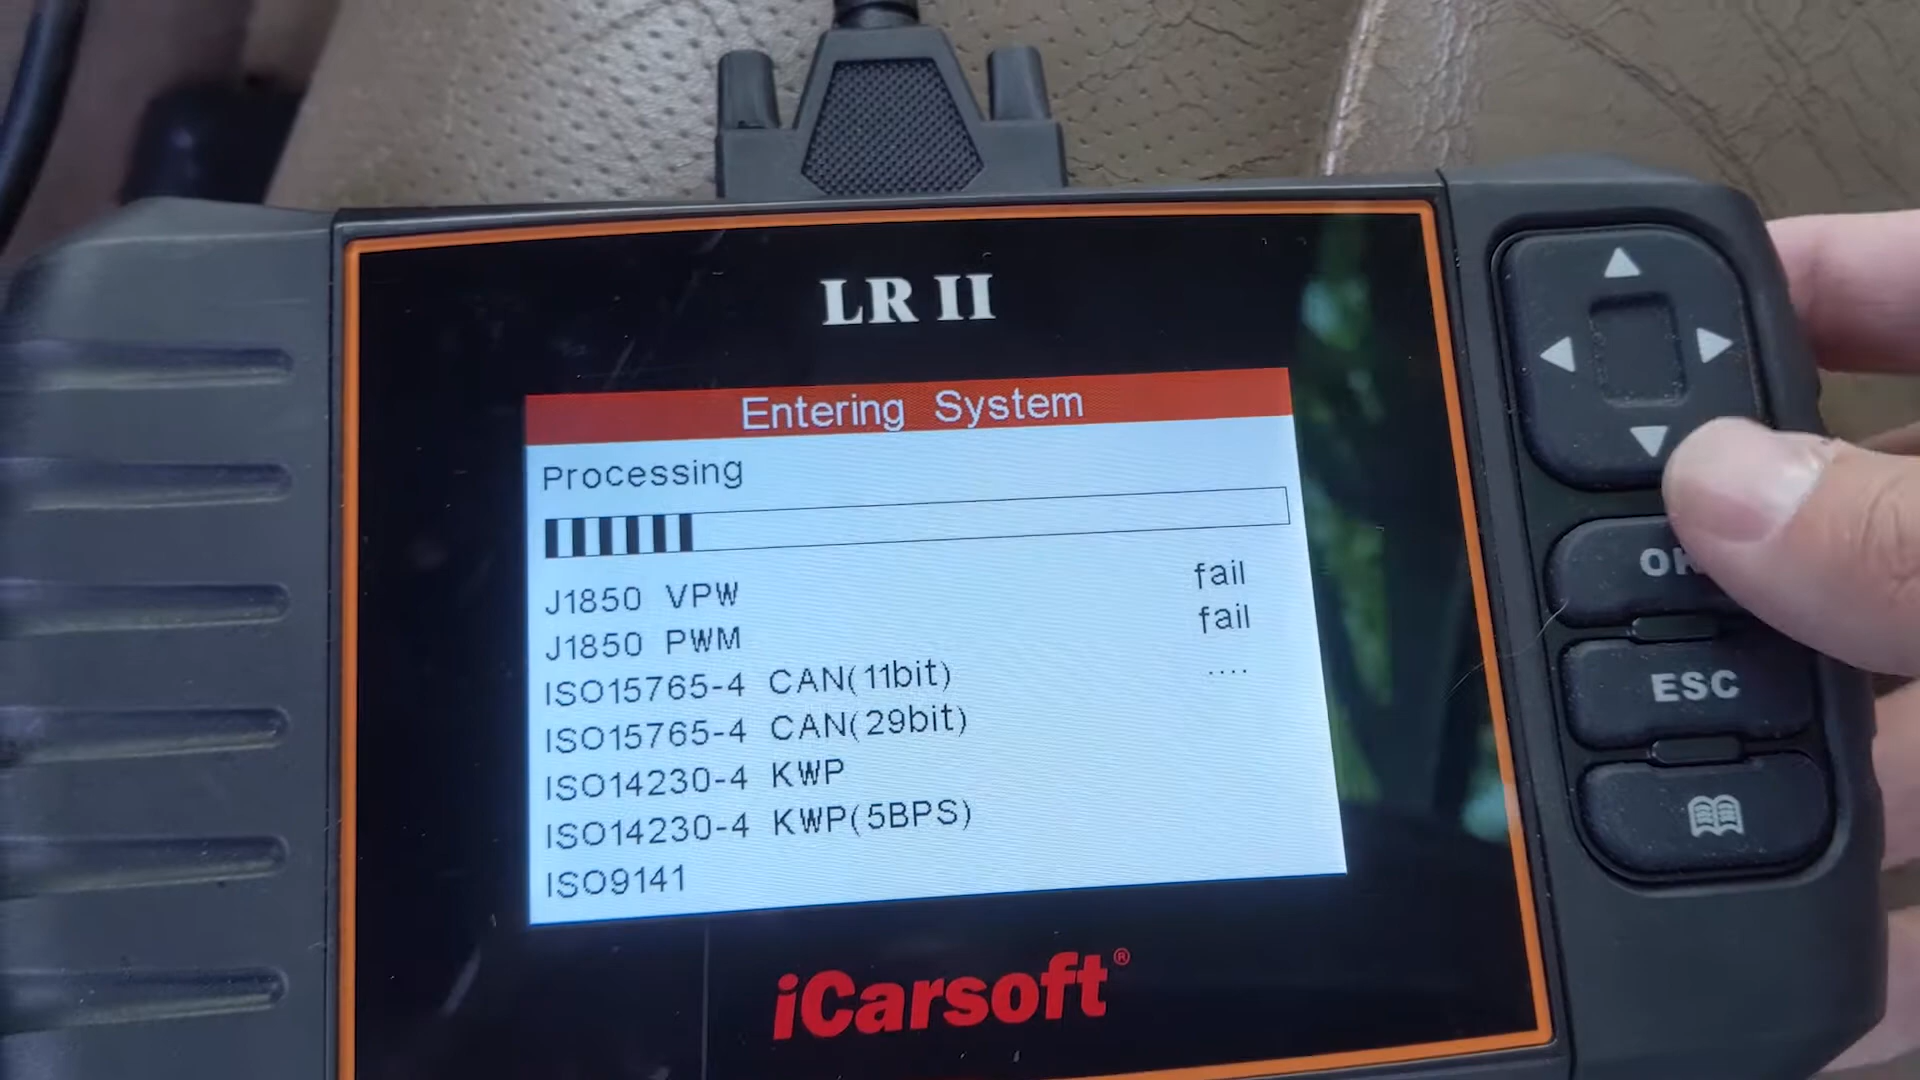 LR II
Entering System
Processing
J1850 VPW fail
J1850 PWM fail
ISO15765-4 CAN(11bit) ....
ISO15765-4 CAN(29bit)
ISO14230-4 KWP
ISO14230-4 KWP(5BPS)
ISO9141
iCarsoft®
OK
ESC